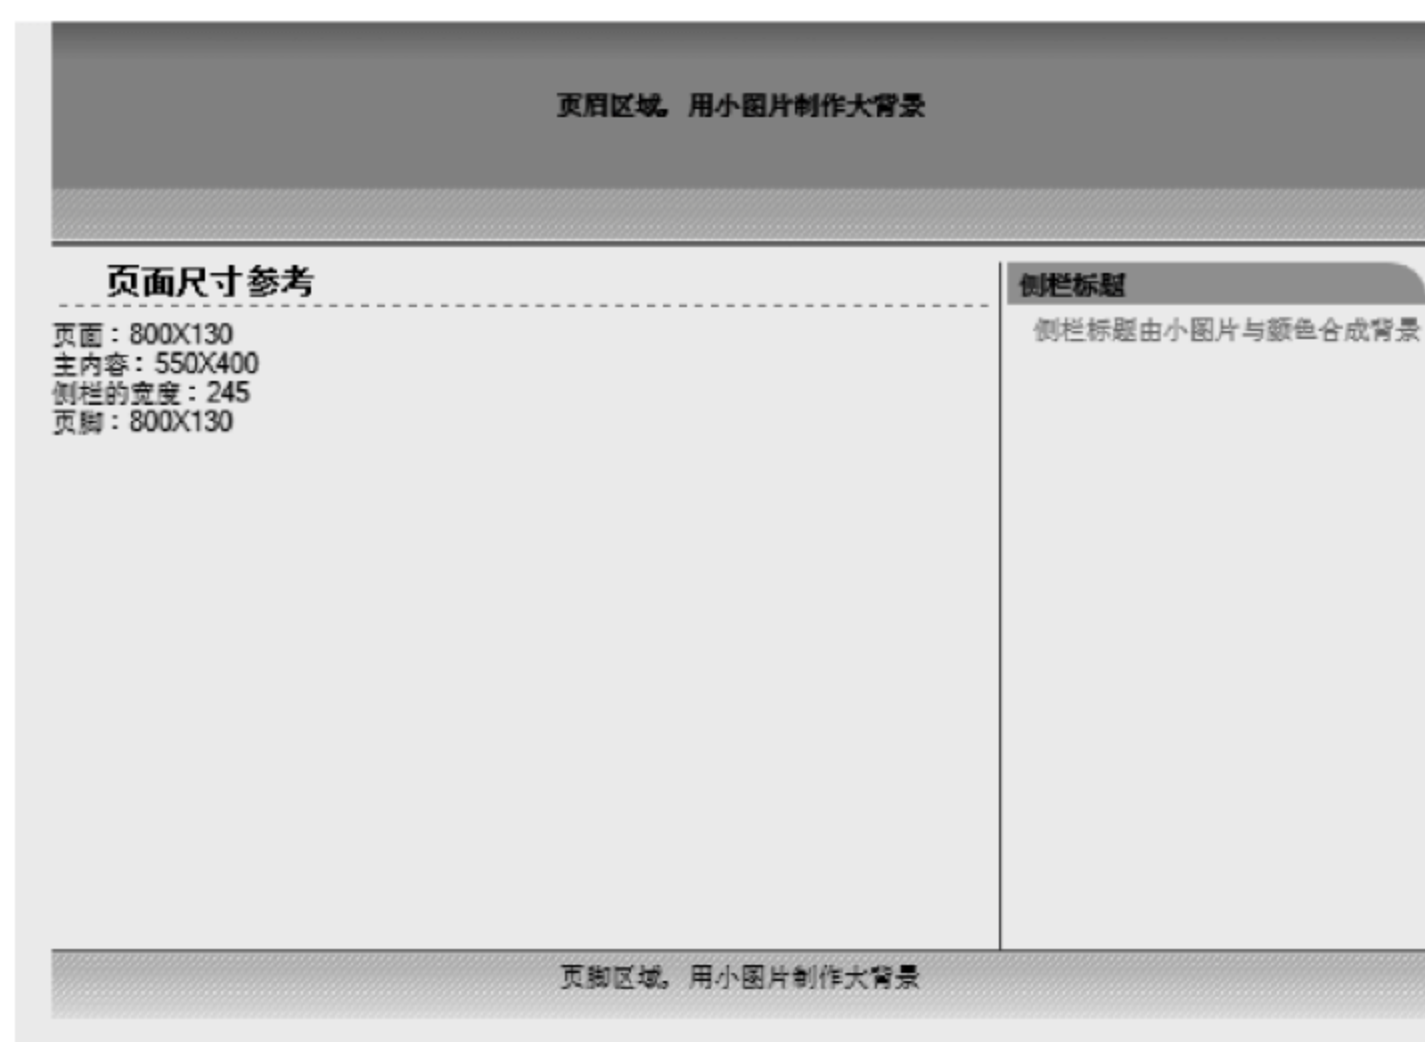 页眉区域。用小图片制作大背景
页面尺寸参考
页面：800X130
主内容：550X400
侧栏的宽度：245
页脚：800X130
侧栏标题
侧栏标题由小图片与颜色合成背景
页脚区域。用小图片制作大背景